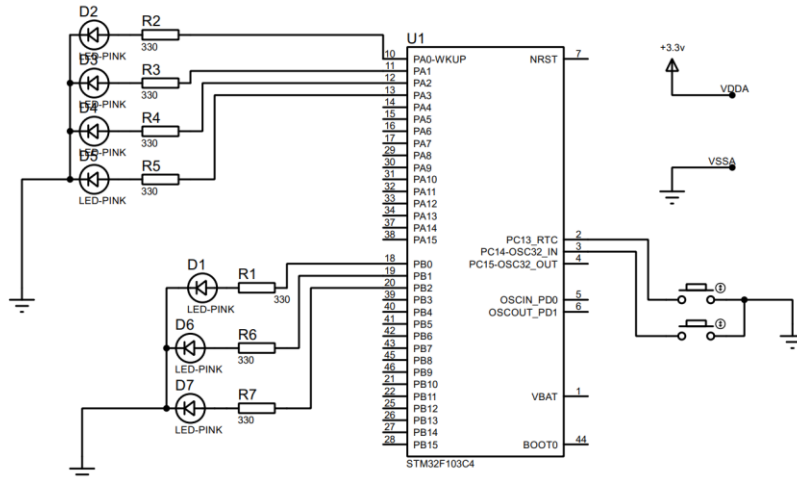 D2
R2
LED-PINK
330
D3
R3
LED-PINK
330
D4
R4
LED-PINK
330
D5
R5
LED-PINK
330
D1
R1
LED-PINK
330
D6
R6
LED-PINK
330
D7
R7
LED-PINK
330
U1
10 PA0-WKUP
11 PA1
12 PA2
13 PA3
14 PA4
15 PA5
16 PA6
17 PA7
29 PA8
30 PA9
31 PA10
32 PA11
33 PA12
34 PA13
37 PA14
38 PA15
18 PB0
19 PB1
20 PB2
39 PB3
40 PB4
41 PB5
42 PB6
43 PB7
45 PB8
46 PB9
21 PB10
22 PB11
25 PB12
26 PB13
27 PB14
28 PB15
NRST 7
PC13_RTC 2
PC14-OSC32_IN 3
PC15-OSC32_OUT 4
OSCIN_PD0 5
OSCOUT_PD1 6
VBAT 1
BOOT0 44
STM32F103C4
+3.3v
VDDA
VSSA